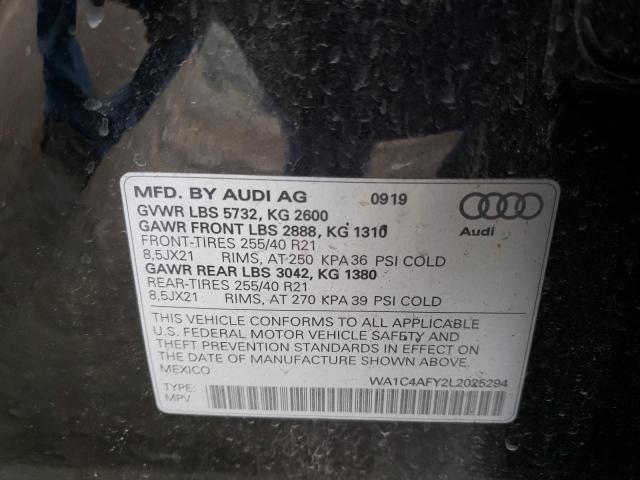 MFD. BY AUDI AG 0919
GVWR LBS 5732, KG 2600
GAWR FRONT LBS 2888, KG 1310
FRONT-TIRES 255/40 R21
8,5JX21 RIMS, AT 250 KPA 36 PSI COLD
GAWR REAR LBS 3042, KG 1380
REAR-TIRES 255/40 R21
8,5JX21 RIMS, AT 270 KPA 39 PSI COLD
Audi
THIS VEHICLE CONFORMS TO ALL APPLICABLE
U.S. FEDERAL MOTOR VEHICLE SAFETY AND
THEFT PREVENTION STANDARDS IN EFFECT ON
THE DATE OF MANUFACTURE SHOWN ABOVE.
MEXICO
WA1C4AFY2L2025294
TYPE:
MPV